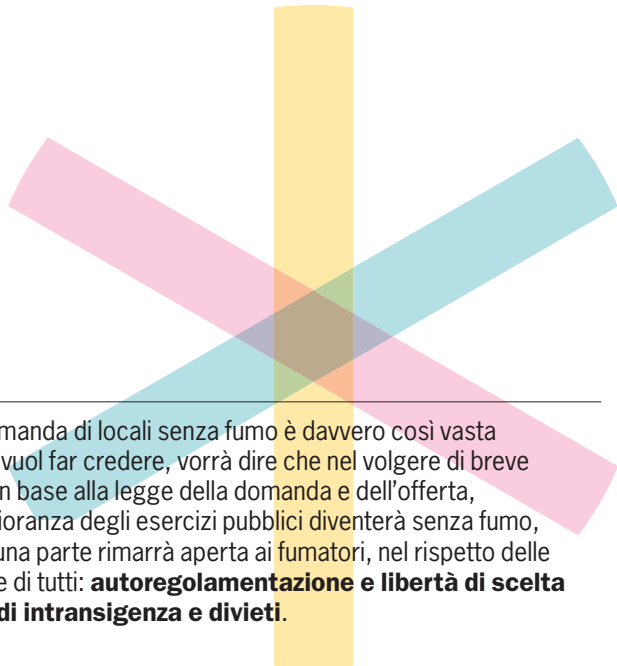 manda di locali senza fumo è davvero così vasta
vuol far credere, vorrà dire che nel volgere di breve
n base alla legge della domanda e dell'offerta,
ioranza degli esercizi pubblici diventerà senza fumo,
una parte rimarrà aperta ai fumatori, nel rispetto delle
e di tutti: autoregolamentazione e libertà di scelta
di intransigenza e divieti.